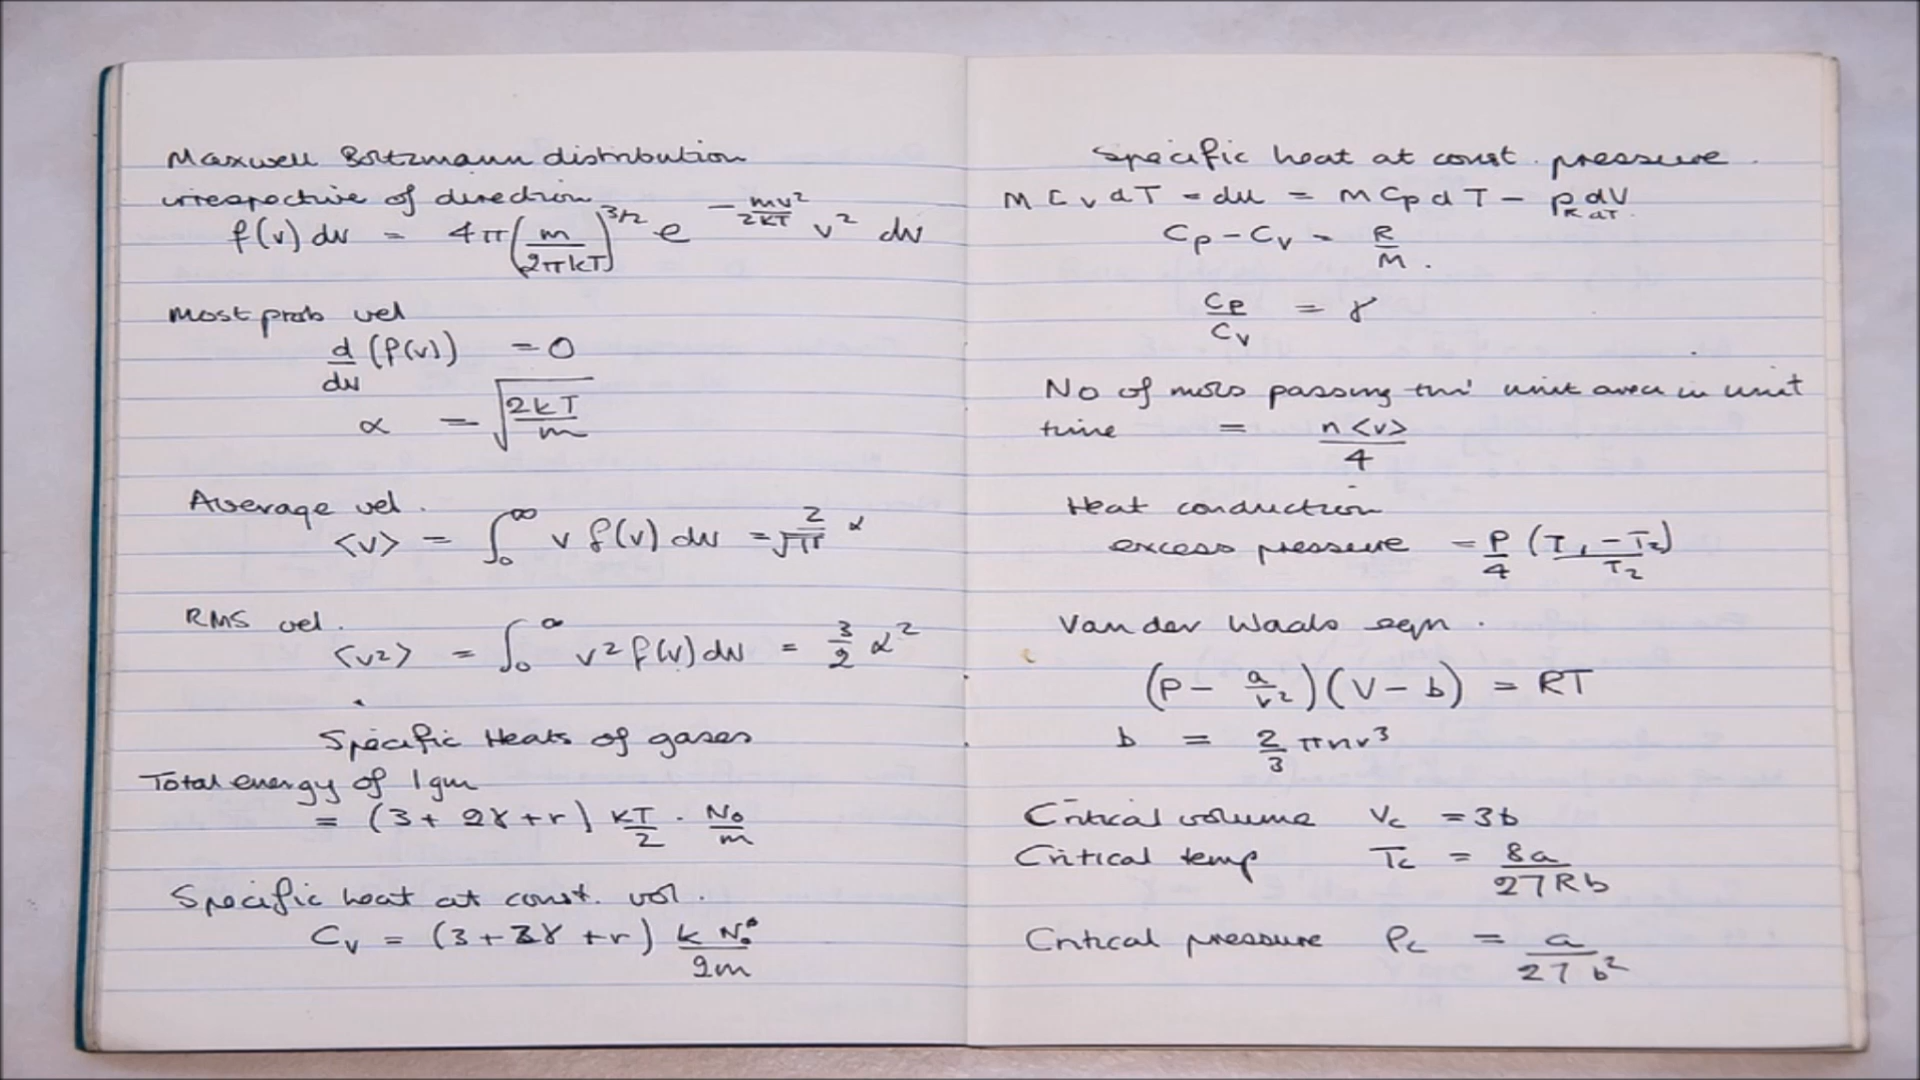 Maxwell Boltzmann distribution
irrespective of direction
f(v) dv = 4π(m/2πkT)^3/2 e^-mv²/2kT v² dv
Most prob vel
d/dv (f(v)) = 0
α = √(2kT/m)
Average vel.
<v> = ∫₀^∞ v f(v) dv = 2/√π α
RMS vel.
<v²> = ∫₀^∞ v² f(v) dv = 3/2 α²
Specific Heats of gases
Total energy of 1 gm
= (3 + 2γ + r) kT/2 . N₀/m
Specific heat at const. vol.
Cv = (3 + 2γ + r) k N₀/2m
Specific heat at const. pressure.
M Cv dT = du = M Cp dT - p dV
Cp - Cv = R/M.
Cp/Cv = γ
No of mols passing thro' unit area in unit
time = n<v>/4
Heat conduction
excess pressure = P/4 (T₁ - T₂)/T₂
Van der Waals eqn.
(P - a/v²)(V - b) = RT
b = 2/3 πnr³
Critical volume Vc = 3b
Critical temp Tc = 8a/27Rb
Critical pressure Pc = a/27b²